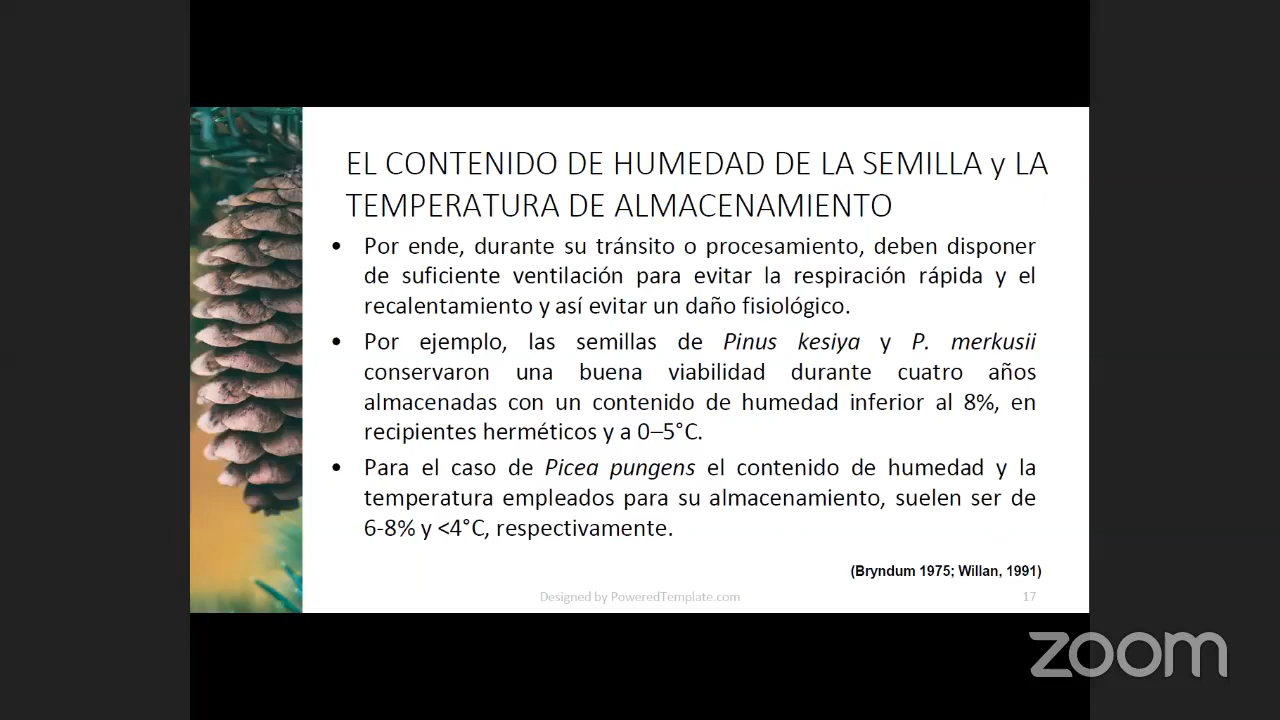 EL CONTENIDO DE HUMEDAD DE LA SEMILLA y LA
TEMPERATURA DE ALMACENAMIENTO
• Por ende, durante su tránsito o procesamiento, deben disponer
de suficiente ventilación para evitar la respiración rápida y el
recalentamiento y así evitar un daño fisiológico.
• Por ejemplo, las semillas de Pinus kesiya y P. merkusii
conservaron una buena viabilidad durante cuatro años
almacenadas con un contenido de humedad inferior al 8%, en
recipientes herméticos y a 0–5°C.
• Para el caso de Picea pungens el contenido de humedad y la
temperatura empleados para su almacenamiento, suelen ser de
6-8% y <4°C, respectivamente.
(Bryndum 1975; Willan, 1991)
Designed by PoweredTemplate.com
17
zoom